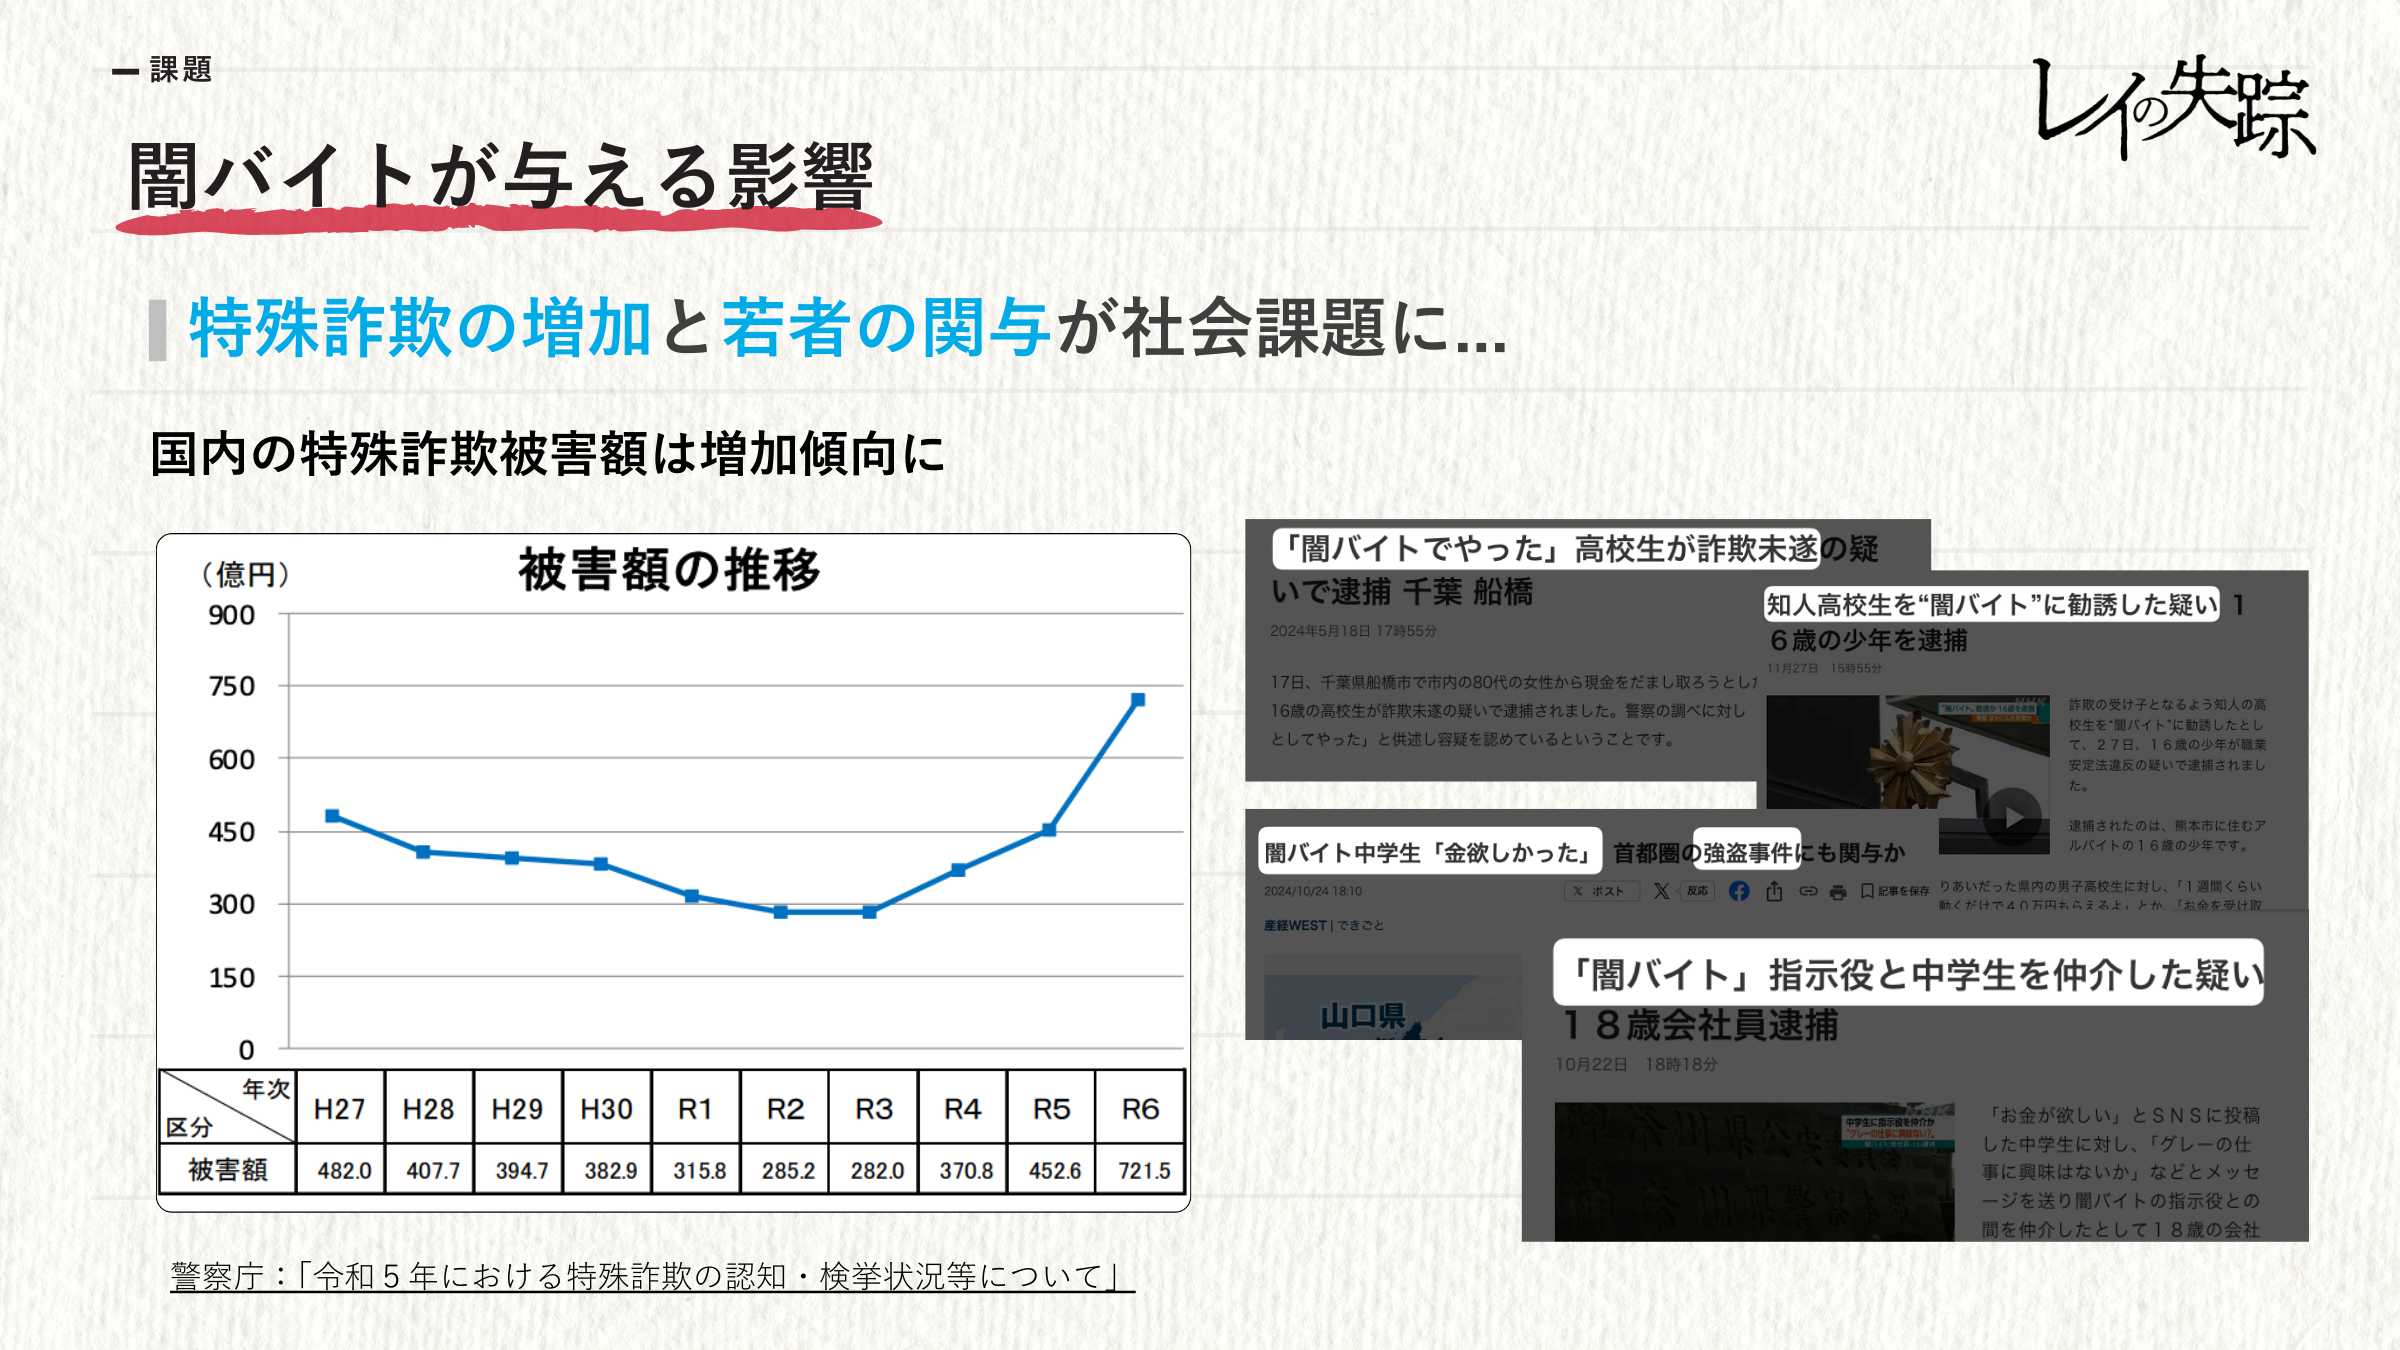 課題
レイの失踪
闇バイトが与える影響
特殊詐欺の増加と若者の関与が社会課題に...
国内の特殊詐欺被害額は増加傾向に
被害額の推移
（億円）
900
750
600
450
300
150
0
年次
区分
H27 H28 H29 H30 R1 R2 R3 R4 R5 R6
被害額 482.0 407.7 394.7 382.9 315.8 285.2 282.0 370.8 452.6 721.5
警察庁：「令和５年における特殊詐欺の認知・検挙状況等について」
「闇バイトでやった」高校生が詐欺未遂の疑
いで逮捕 千葉 船橋
2024年5月18日 17時55分
17日、千葉県船橋市で市内の80代の女性から現金をだまし取ろうとした
16歳の高校生が詐欺未遂の疑いで逮捕されました。警察の調べに対し
としてやった」と供述し容疑を認めているということです。
知人高校生を“闇バイト”に勧誘した疑い １
６歳の少年を逮捕
11月27日 15時55分
詐欺の受け子となるよう知人の高
校生を“闇バイト”に勧誘したとし
て、２７日、１６歳の少年が職業
安定法違反の疑いで逮捕されまし
た。
逮捕されたのは、熊本市に住むア
ルバイトの１６歳の少年です。
りあいだった県内の男子高校生に対し、「１週間くらい
動くだけで４０万円もらえるよ」とか、「お金を受け取
闇バイト中学生「金欲しかった」 首都圏の強盗事件にも関与か
2024/10/24 18:10
ポスト
反応
記事を保存
産経WEST | できごと
山口県
「闇バイト」指示役と中学生を仲介した疑い
１８歳会社員逮捕
10月22日 18時18分
中学生に指示役を仲介か
「お金が欲しい」とＳＮＳに投稿
した中学生に対し、「グレーの仕
事に興味はないか」などとメッセ
ージを送り闇バイトの指示役との
間を仲介したとして１８歳の会社